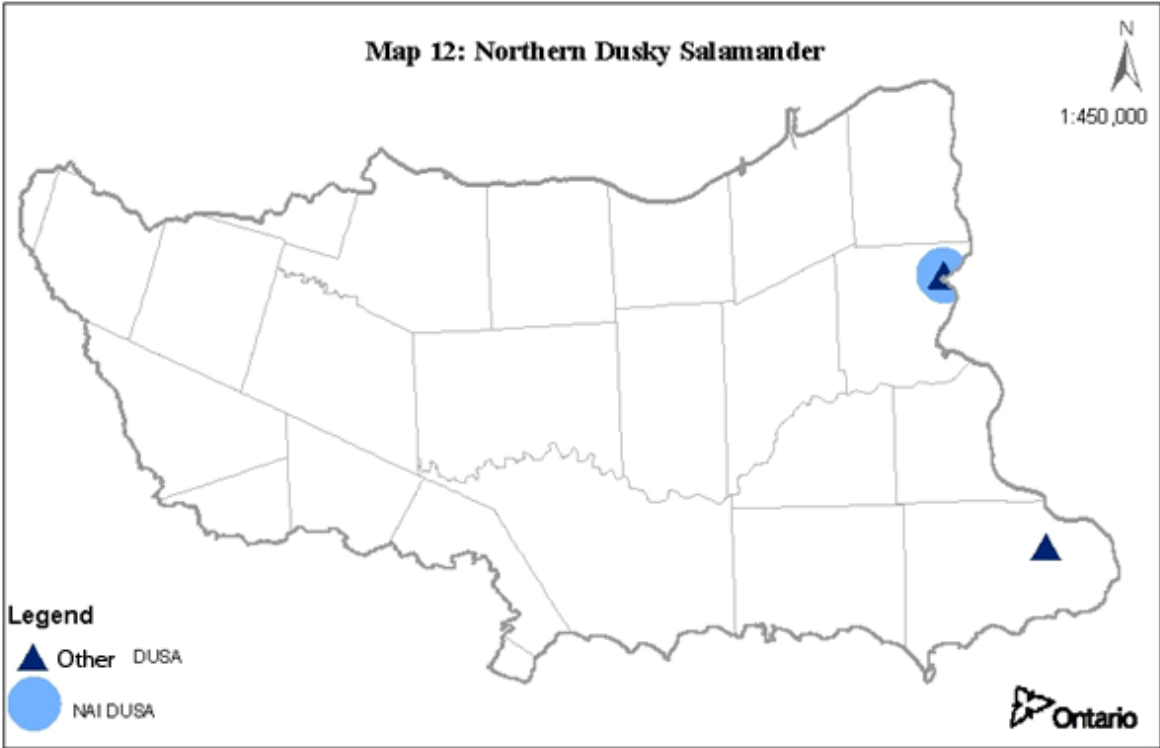 Map 12: Northern Dusky Salamander
N
1:450,000
Legend
Other DUSA
NAI DUSA
Ontario